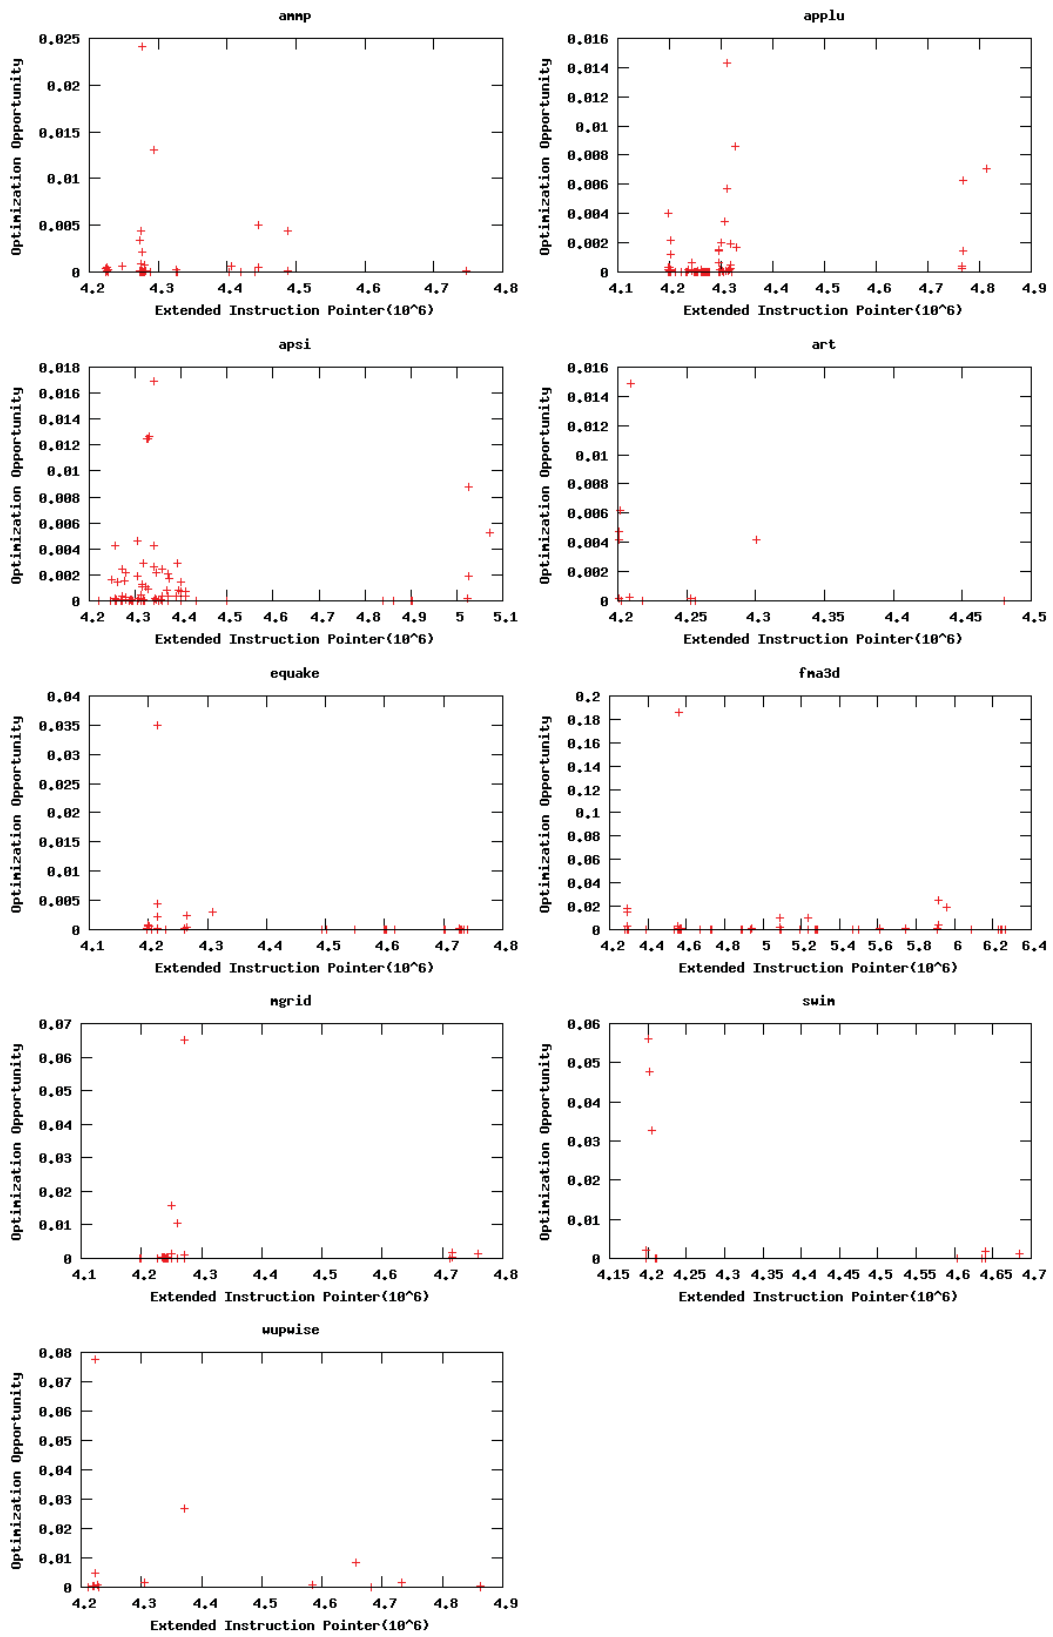 ammp
Optimization Opportunity
0.025
0.02
0.015
0.01
0.005
0
4.2 4.3 4.4 4.5 4.6 4.7 4.8
Extended Instruction Pointer(10^6)
applu
Optimization Opportunity
0.016
0.014
0.012
0.01
0.008
0.006
0.004
0.002
0
4.1 4.2 4.3 4.4 4.5 4.6 4.7 4.8 4.9
Extended Instruction Pointer(10^6)
apsi
Optimization Opportunity
0.018
0.016
0.014
0.012
0.01
0.008
0.006
0.004
0.002
0
4.2 4.3 4.4 4.5 4.6 4.7 4.8 4.9 5 5.1
Extended Instruction Pointer(10^6)
art
Optimization Opportunity
0.016
0.014
0.012
0.01
0.008
0.006
0.004
0.002
0
4.2 4.25 4.3 4.35 4.4 4.45 4.5
Extended Instruction Pointer(10^6)
equake
Optimization Opportunity
0.04
0.035
0.03
0.025
0.02
0.015
0.01
0.005
0
4.1 4.2 4.3 4.4 4.5 4.6 4.7 4.8
Extended Instruction Pointer(10^6)
fma3d
Optimization Opportunity
0.2
0.18
0.16
0.14
0.12
0.1
0.08
0.06
0.04
0.02
0
4.2 4.4 4.6 4.8 5 5.2 5.4 5.6 5.8 6 6.2 6.4
Extended Instruction Pointer(10^6)
mgrid
Optimization Opportunity
0.07
0.06
0.05
0.04
0.03
0.02
0.01
0
4.1 4.2 4.3 4.4 4.5 4.6 4.7 4.8
Extended Instruction Pointer(10^6)
swim
Optimization Opportunity
0.06
0.05
0.04
0.03
0.02
0.01
0
4.15 4.2 4.25 4.3 4.35 4.4 4.45 4.5 4.55 4.6 4.65 4.7
Extended Instruction Pointer(10^6)
wupwise
Optimization Opportunity
0.08
0.07
0.06
0.05
0.04
0.03
0.02
0.01
0
4.2 4.3 4.4 4.5 4.6 4.7 4.8 4.9
Extended Instruction Pointer(10^6)